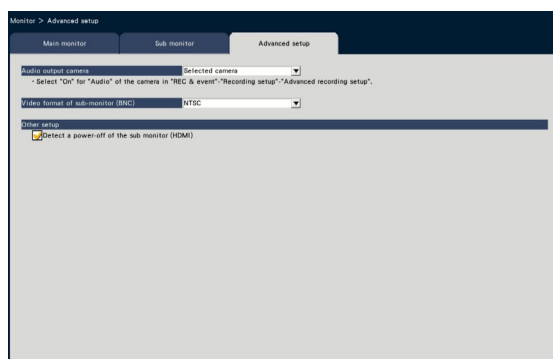 Monitor > Advanced setup
Main monitor
Sub monitor
Advanced setup
Audio output camera
Selected camera
· Select "On" for "Audio" of the camera in "REC & event"-"Recording setup"-"Advanced recording setup".
Video format of sub-monitor (BNC)
NTSC
Other setup
Detect a power-off of the sub monitor (HDMI)